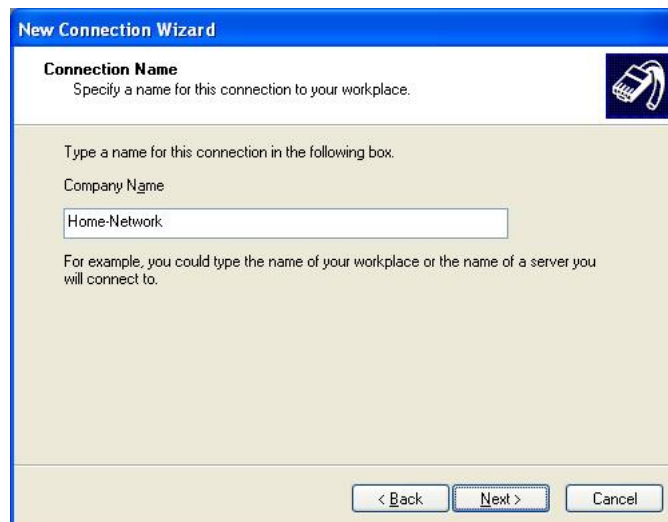 New Connection Wizard
Connection Name
Specify a name for this connection to your workplace.
Type a name for this connection in the following box.
Company Name
Home-Network
For example, you could type the name of your workplace or the name of a server you
will connect to.
< Back Next > Cancel